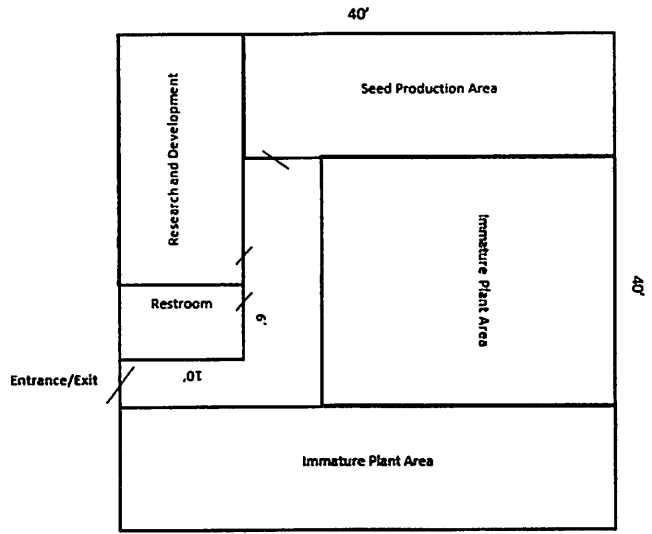 40'
Seed Production Area
Research and Development
Immature Plant Area
40'
Restroom
6'
10'
Entrance/Exit
Immature Plant Area